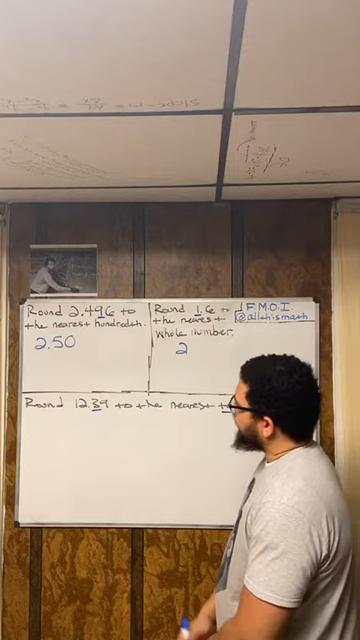 Round 2.496 to
the nearest hundredth.
2.50
Round 1.6 to
the nearest
whole number.
2
F.M.O.I
@allthismath
Round 12.39 to the nearest